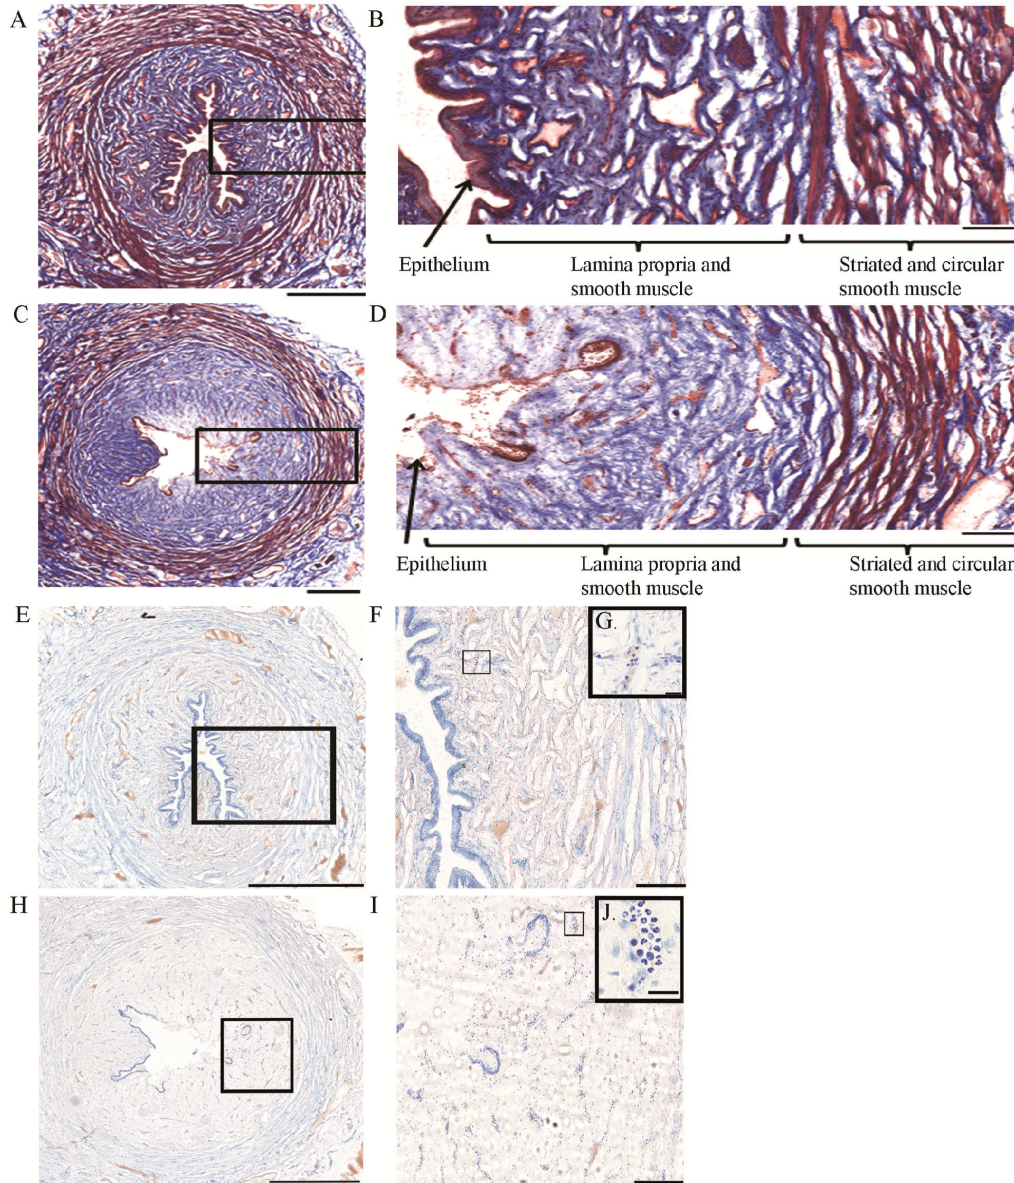 A
B
Epithelium
Lamina propria and
smooth muscle
Striated and circular
smooth muscle
C
D
Epithelium
Lamina propria and
smooth muscle
Striated and circular
smooth muscle
E
F
G.
H
I
J.